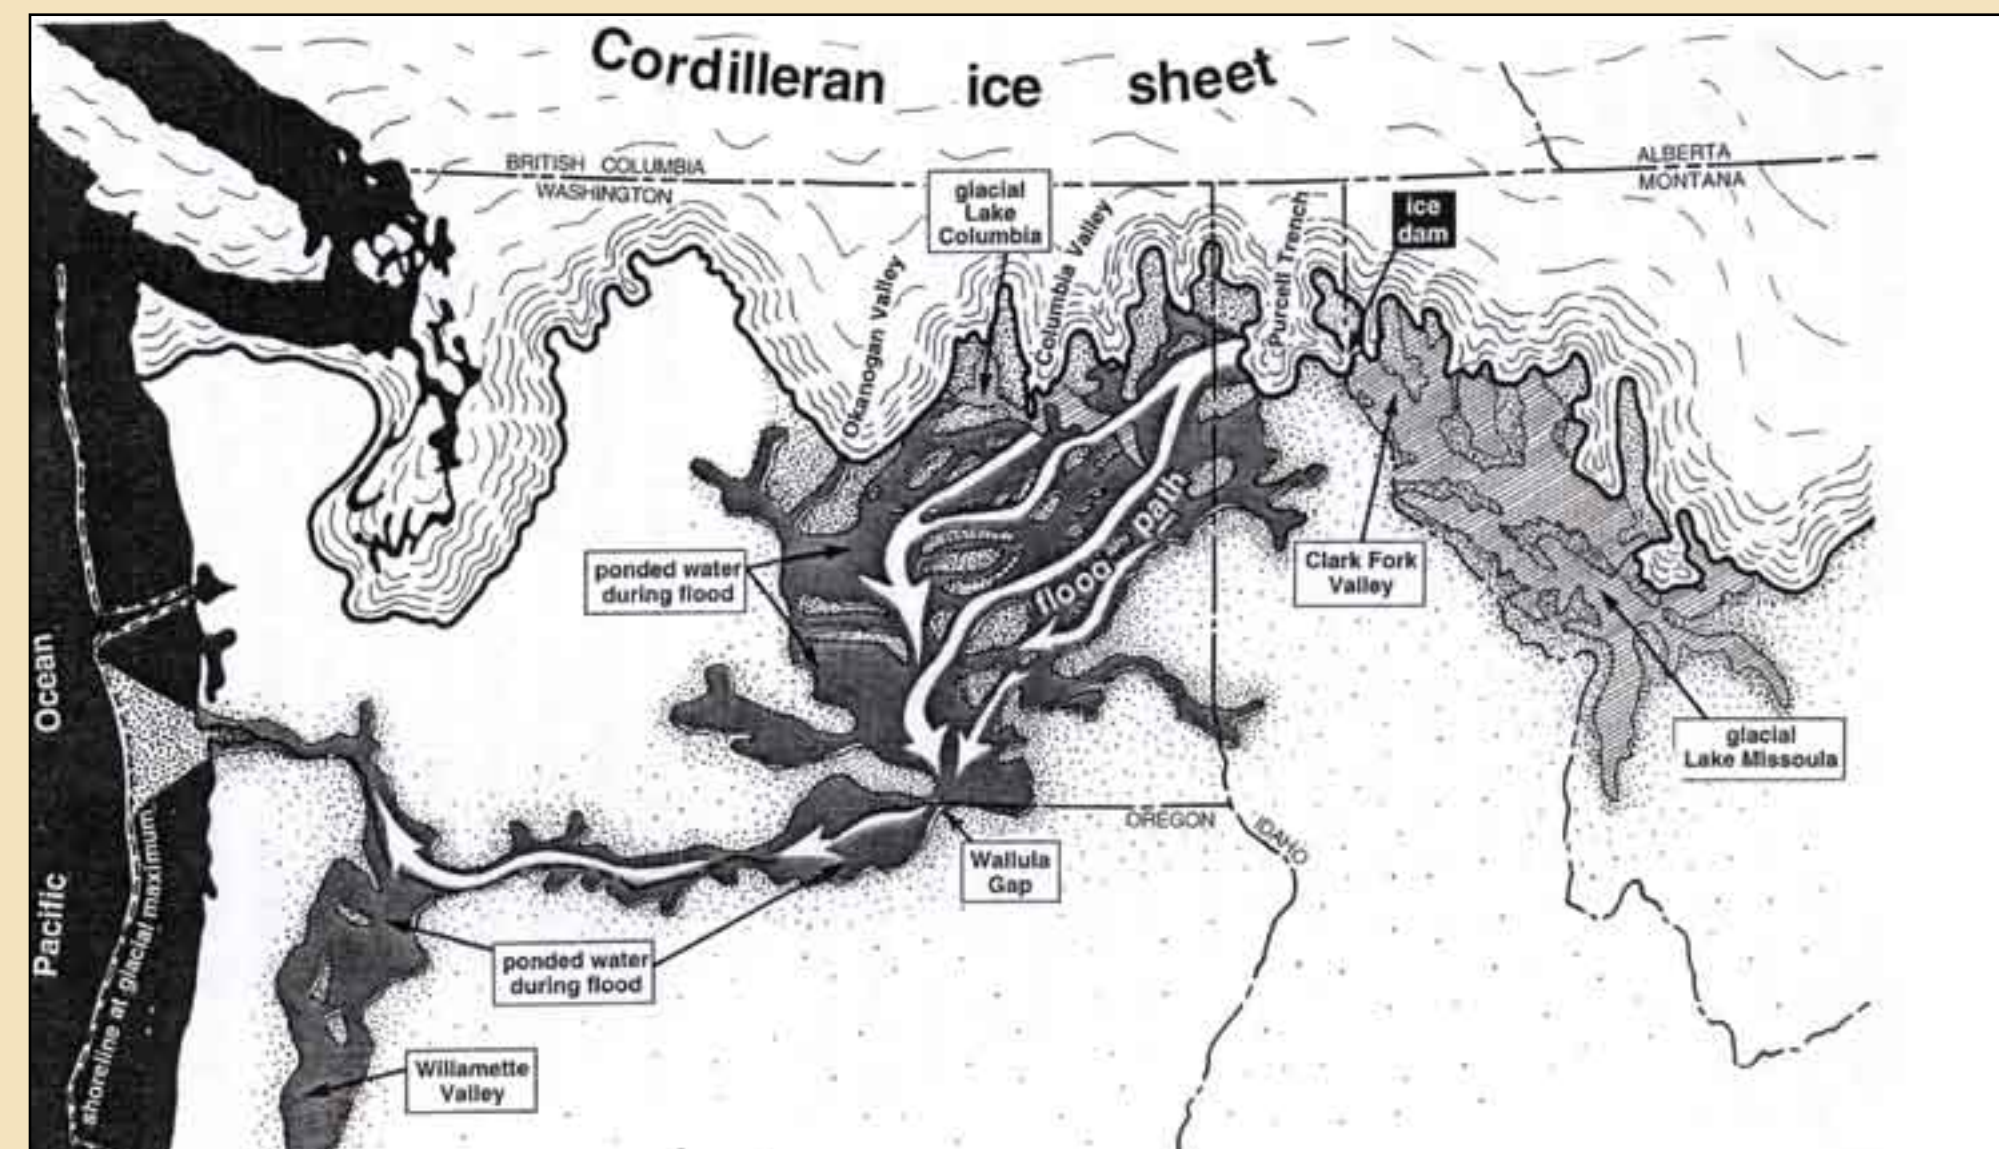 Cordilleran ice sheet
BRITISH COLUMBIA
WASHINGTON
ALBERTA
MONTANA
glacial
Lake
Columbia
Columbia Valley
Purcell Trench
ice
dam
Okanogan Valley
flood path
ponded water
during flood
Clark Fork
Valley
glacial
Lake Missoula
OREGON
IDAHO
Wallula
Gap
Pacific Ocean
shoreline at glacial maximum
ponded water
during flood
Willamette
Valley